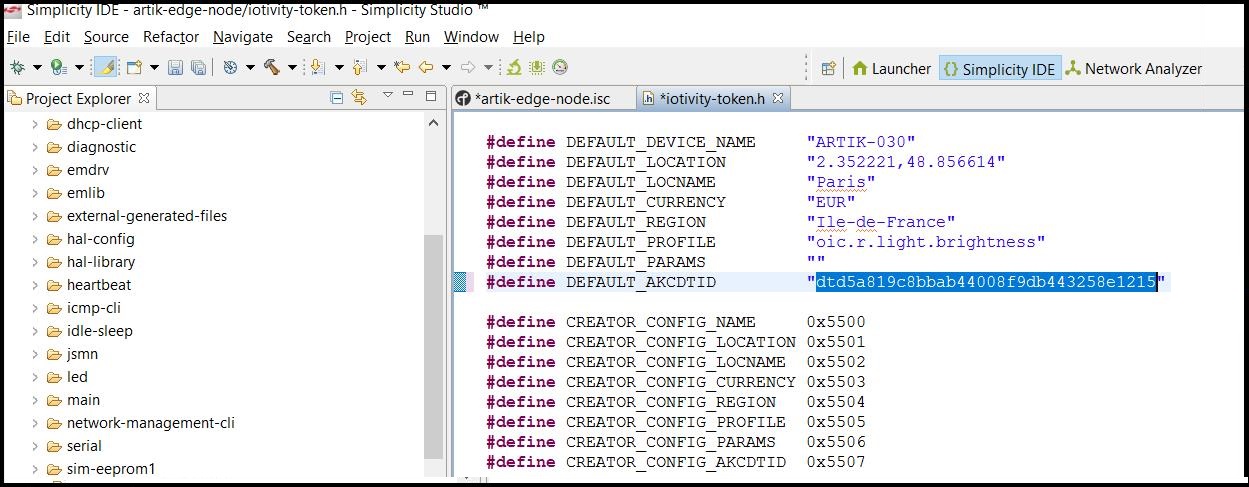 Simplicity IDE - artik-edge-node/iotivity-token.h - Simplicity Studio ™
File Edit Source Refactor Navigate Search Project Run Window Help
Launcher {} Simplicity IDE Network Analyzer
Project Explorer
*artik-edge-node.isc
.h *iotivity-token.h
dhcp-client
diagnostic
emdrv
emlib
external-generated-files
hal-config
hal-library
heartbeat
icmp-cli
idle-sleep
jsmn
led
main
network-management-cli
serial
sim-eeprom1
#define DEFAULT_DEVICE_NAME "ARTIK-030"
#define DEFAULT_LOCATION "2.352221,48.856614"
#define DEFAULT_LOCNAME "Paris"
#define DEFAULT_CURRENCY "EUR"
#define DEFAULT_REGION "Ile-de-France"
#define DEFAULT_PROFILE "oic.r.light.brightness"
#define DEFAULT_PARAMS ""
#define DEFAULT_AKCDTID "dtd5a819c8bbab44008f9db443258e1215"
#define CREATOR_CONFIG_NAME 0x5500
#define CREATOR_CONFIG_LOCATION 0x5501
#define CREATOR_CONFIG_LOCNAME 0x5502
#define CREATOR_CONFIG_CURRENCY 0x5503
#define CREATOR_CONFIG_REGION 0x5504
#define CREATOR_CONFIG_PROFILE 0x5505
#define CREATOR_CONFIG_PARAMS 0x5506
#define CREATOR_CONFIG_AKCDTID 0x5507